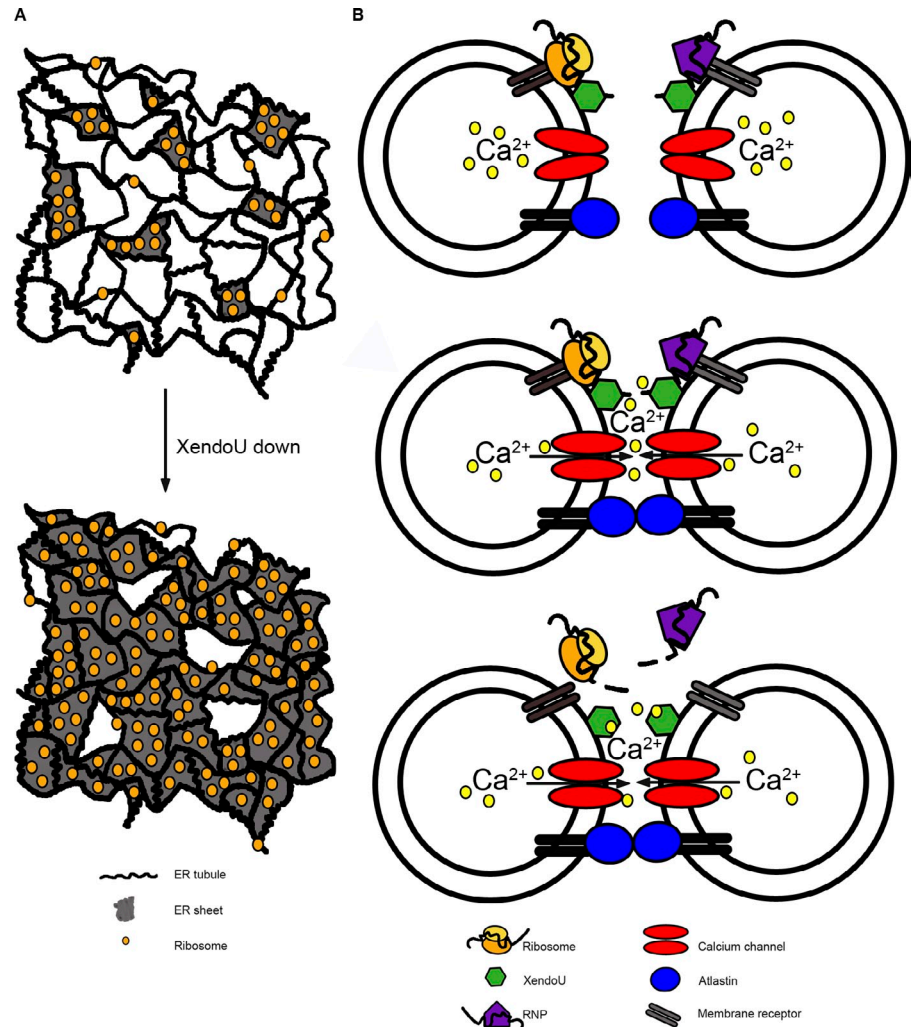 A
XendoU down
ER tubule
ER sheet
Ribosome
B
Ca2+
Ca2+
Ca2+
Ca2+
Ca2+
Ca2+
Ca2+
Ca2+
Ribosome
Calcium channel
XendoU
Atlastin
RNP
Membrane receptor